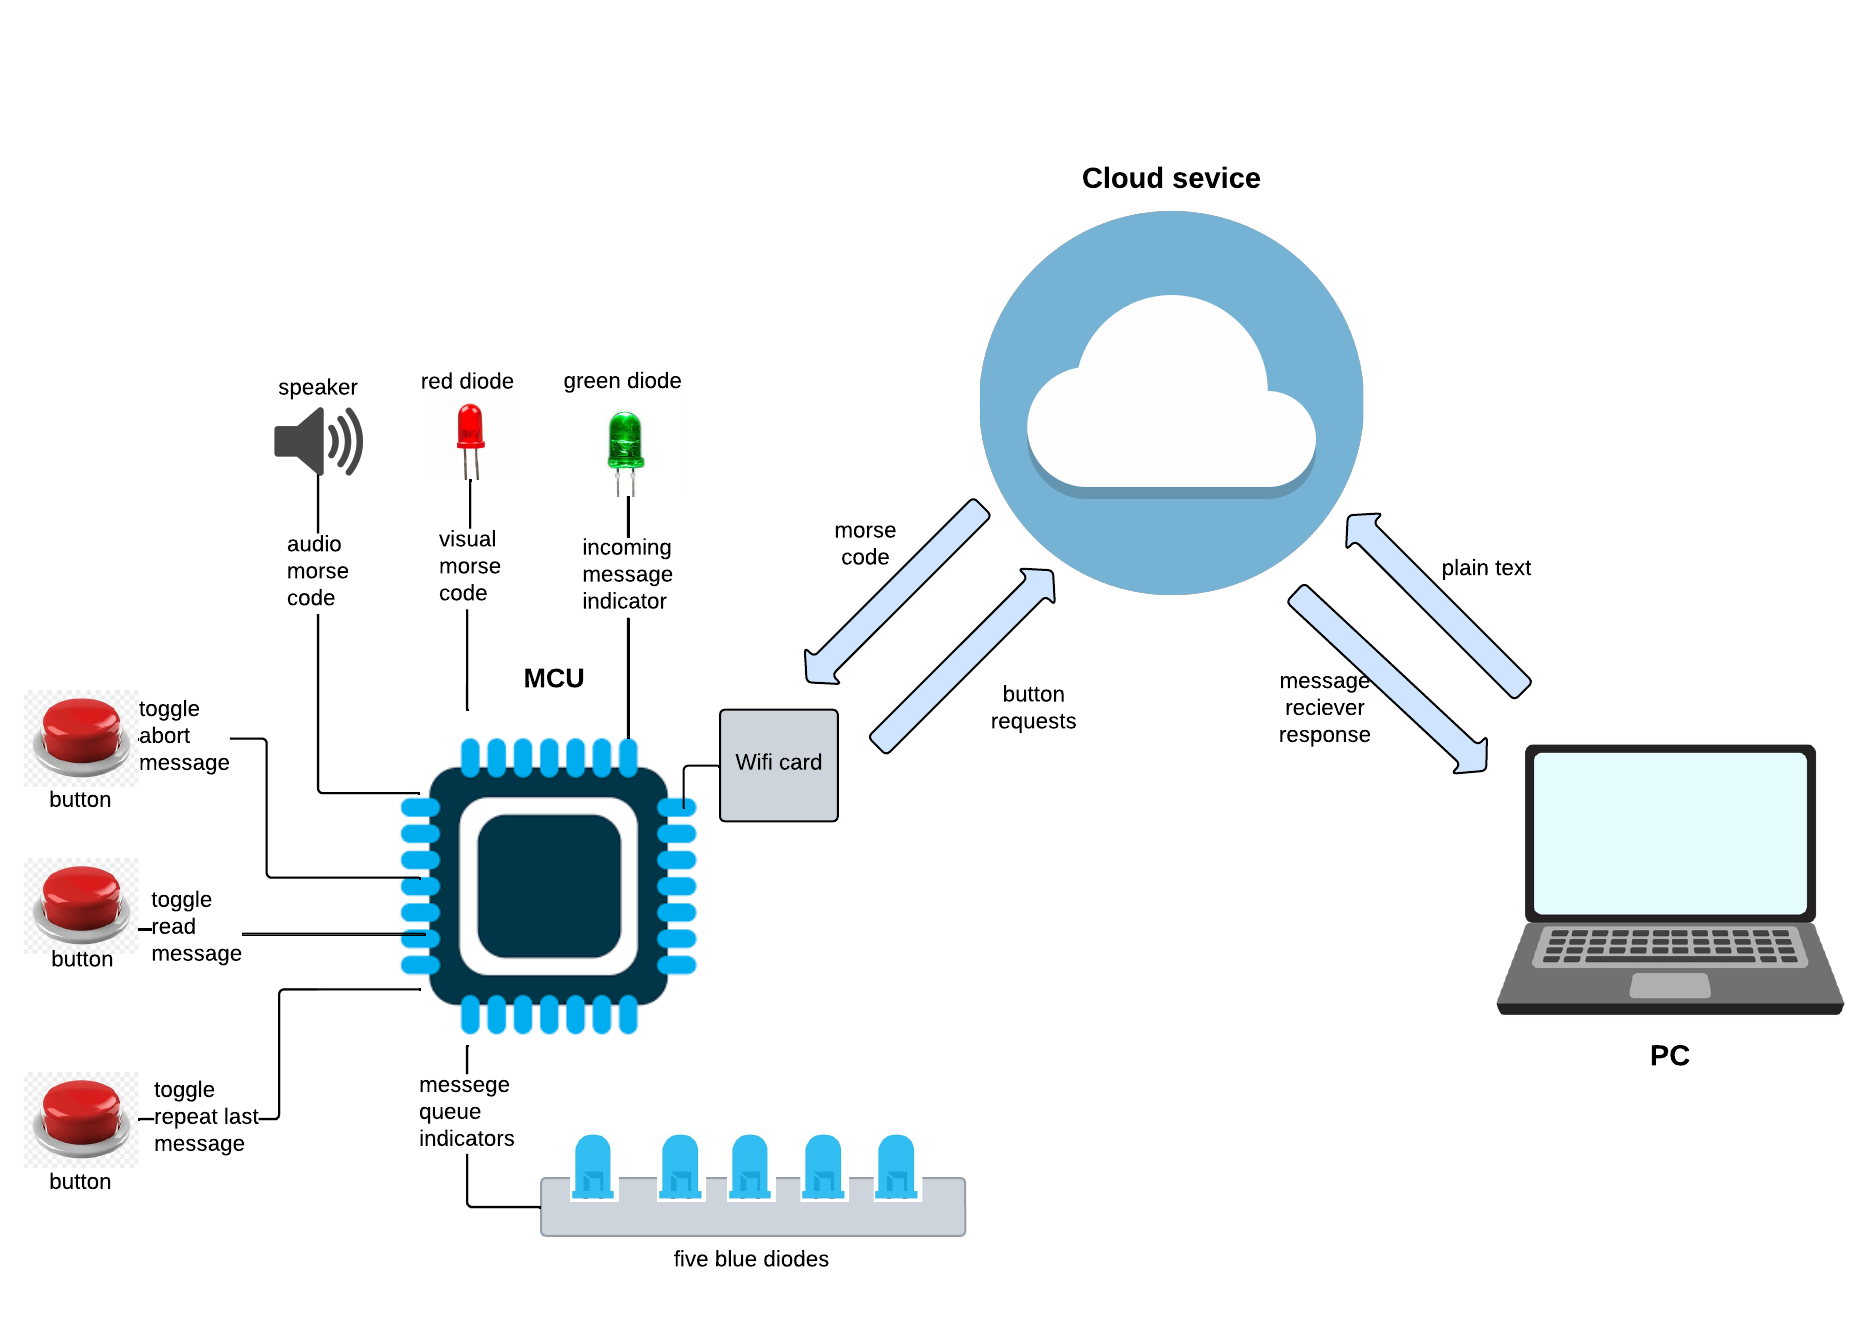 Cloud sevice
speaker
red diode
green diode
audio
morse
code
visual
morse
code
incoming
message
indicator
morse
code
plain text
MCU
button
requests
message
reciever
response
toggle
abort
message
button
Wifi card
toggle
read
message
button
PC
toggle
repeat last
message
button
messege
queue
indicators
five blue diodes